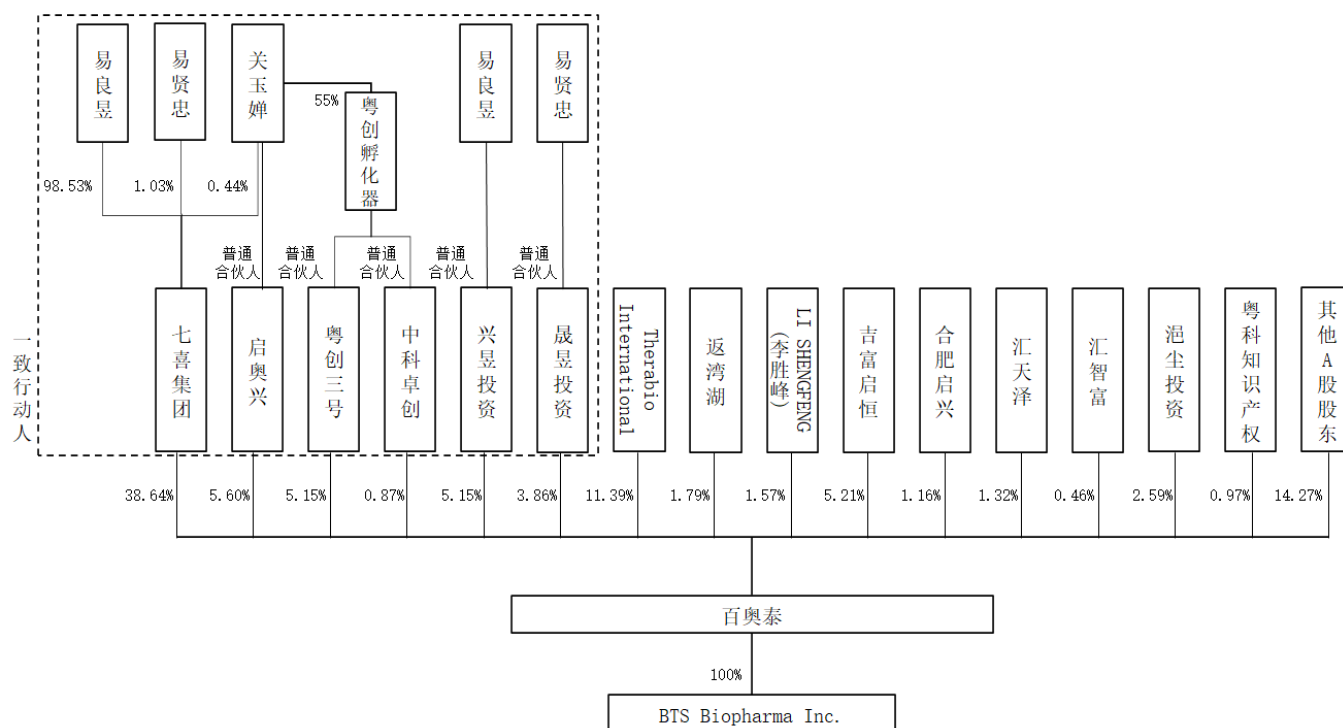 易良昱
易贤忠
关玉婵
易良昱
易贤忠
55%
粤创孵化器
98.53%
1.03%
0.44%
普通
合伙人
普通
合伙人
普通
合伙人
普通
合伙人
普通
合伙人
一致行动人
七喜集团
启奥兴
粤创三号
中科卓创
兴昱投资
晟昱投资
Therabio
International
返湾湖
LI SHENGFENG
(李胜峰)
吉富启恒
合肥启兴
汇天泽
汇智富
浥尘投资
粤科知识产权
其他A股股东
38.64%
5.60%
5.15%
0.87%
5.15%
3.86%
11.39%
1.79%
1.57%
5.21%
1.16%
1.32%
0.46%
2.59%
0.97%
14.27%
百奥泰
100%
BTS Biopharma Inc.